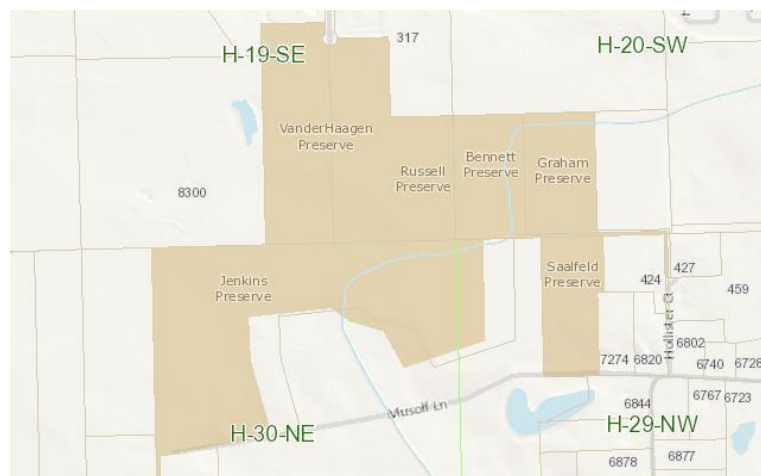 317
H-19-SE
H-20-SW
VanderHaagen
Preserve
Bennett
Preserve
Graham
Preserve
Russell
Preserve
8300
Saalfeld
Preserve
Jenkins
Preserve
424
427
459
Hollister Ct
6802
7274
6820
6740
6728
Musoff Ln
6844
6767
6723
H-30-NE
H-29-NW
6878
6877